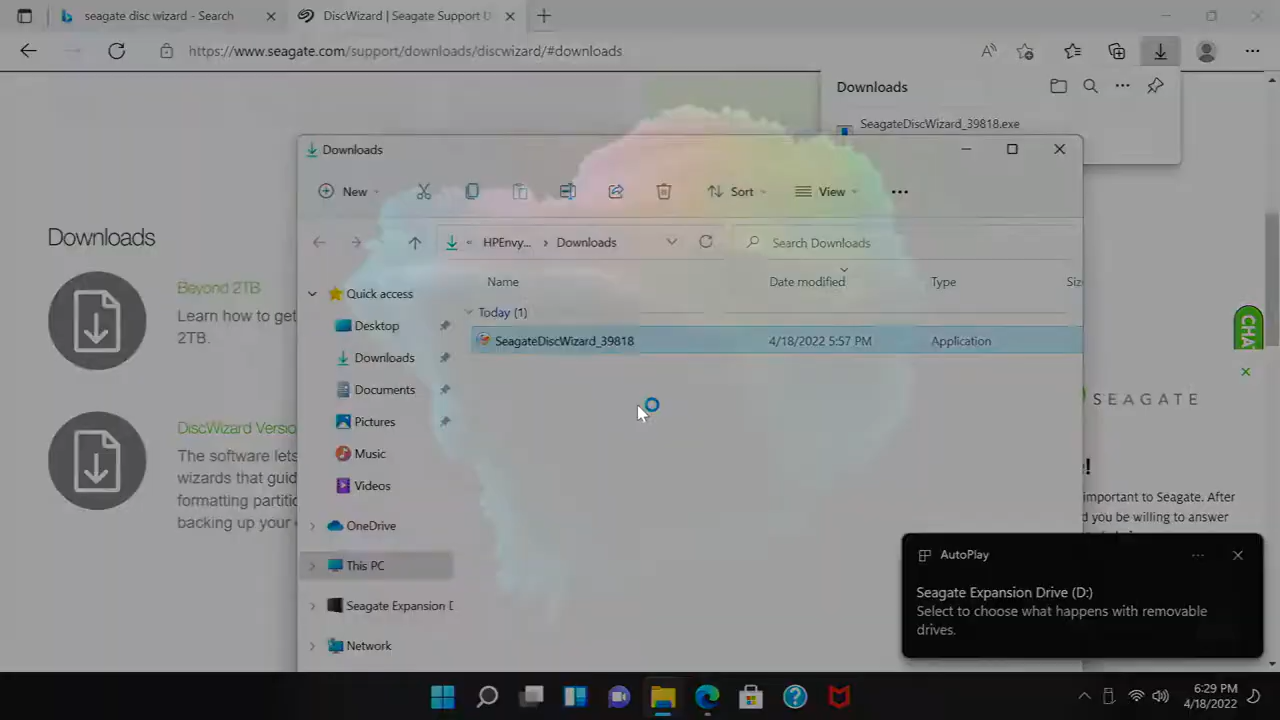 seagate disc wizard - Search
DiscWizard | Seagate Support D
https://www.seagate.com/support/downloads/discwizard/#downloads
Downloads
SeagateDiscWizard_39818.exe
Downloads
New
Sort
View
HPEnvy...
Downloads
Search Downloads
Name
Date modified
Type
Siz
Today (1)
SeagateDiscWizard_39818
4/18/2022 5:57 PM
Application
Quick access
Desktop
Downloads
Documents
Pictures
Music
Videos
OneDrive
This PC
Seagate Expansion D
Network
Downloads
Beyond 2TB
Learn how to get
2TB.
DiscWizard Versio
The software lets
wizards that guid
formatting partitic
backing up your
CHA
SEAGATE
!
important to Seagate. After
d you be willing to answer
AutoPlay
Seagate Expansion Drive (D:)
Select to choose what happens with removable
drives.
6:29 PM
4/18/2022